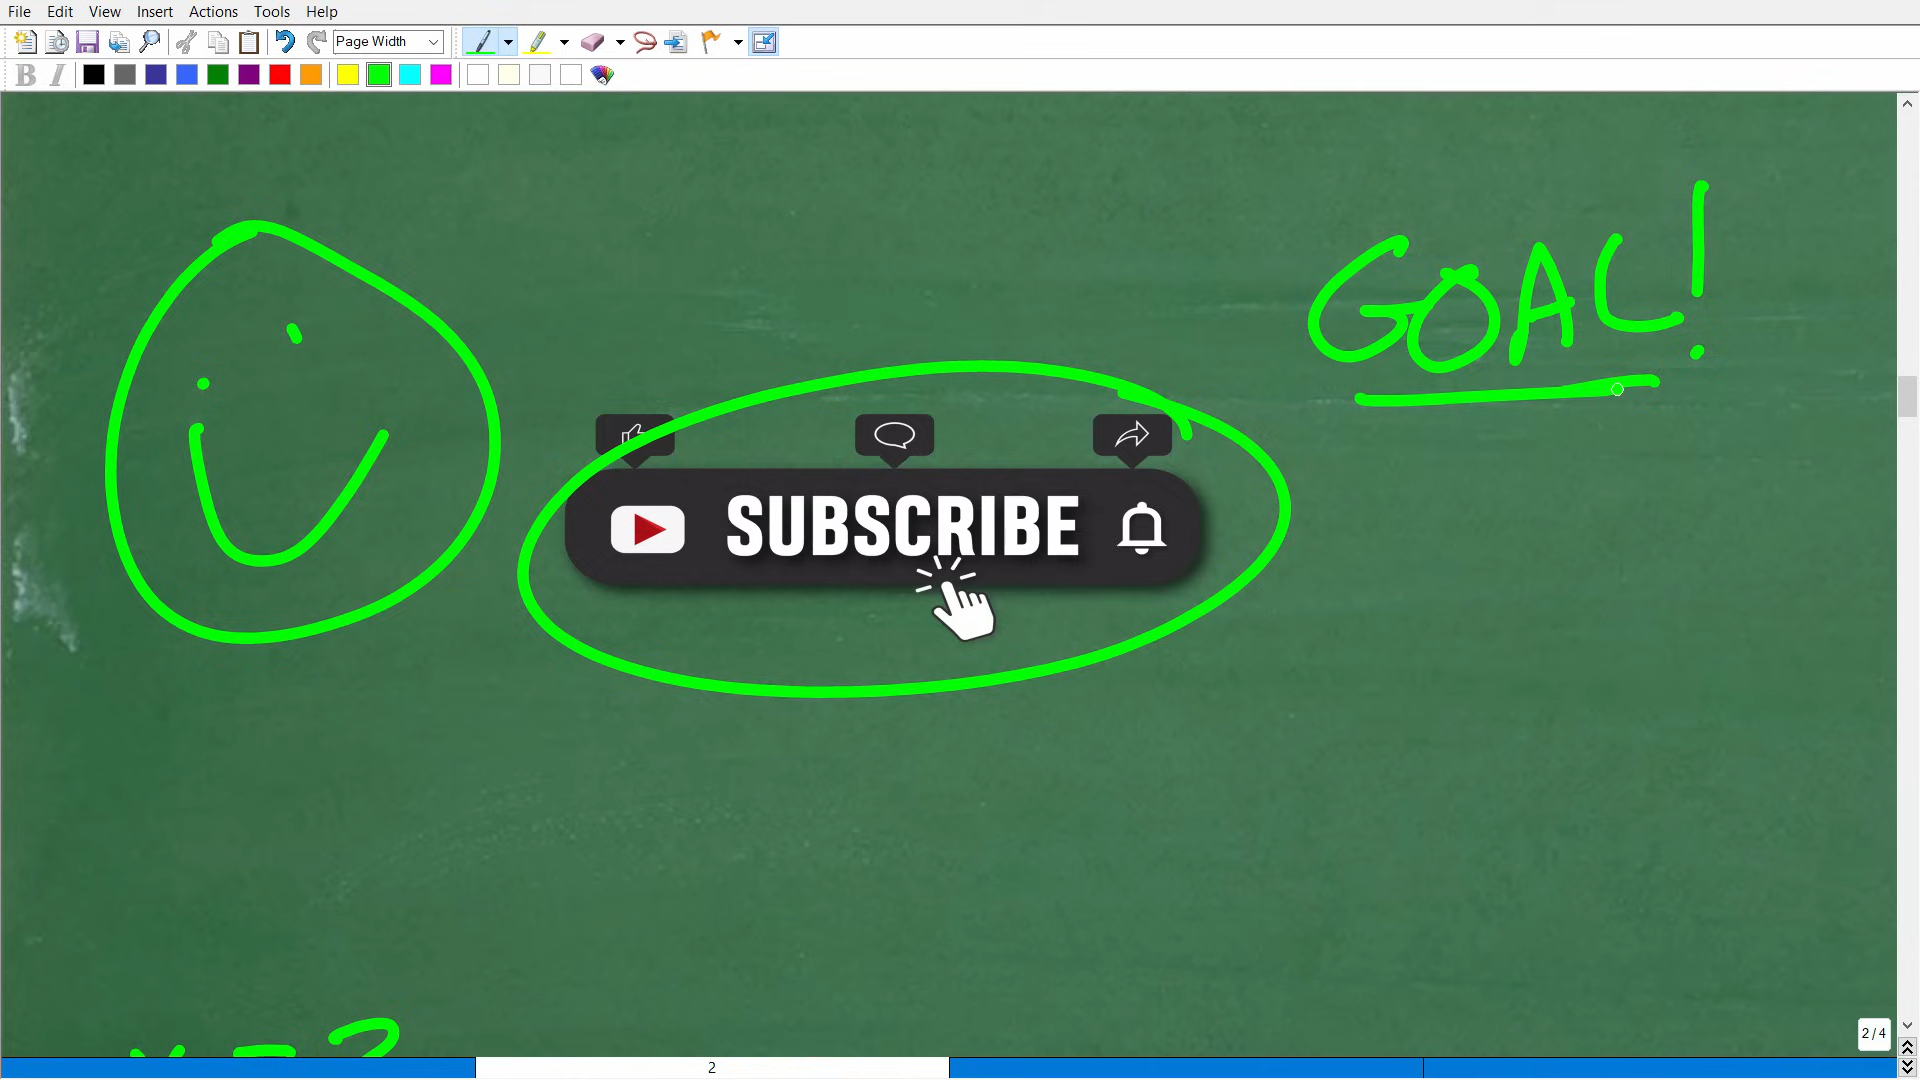 File Edit View Insert Actions Tools Help
Page Width
B I
GOAL!
SUBSCRIBE
2/4
2